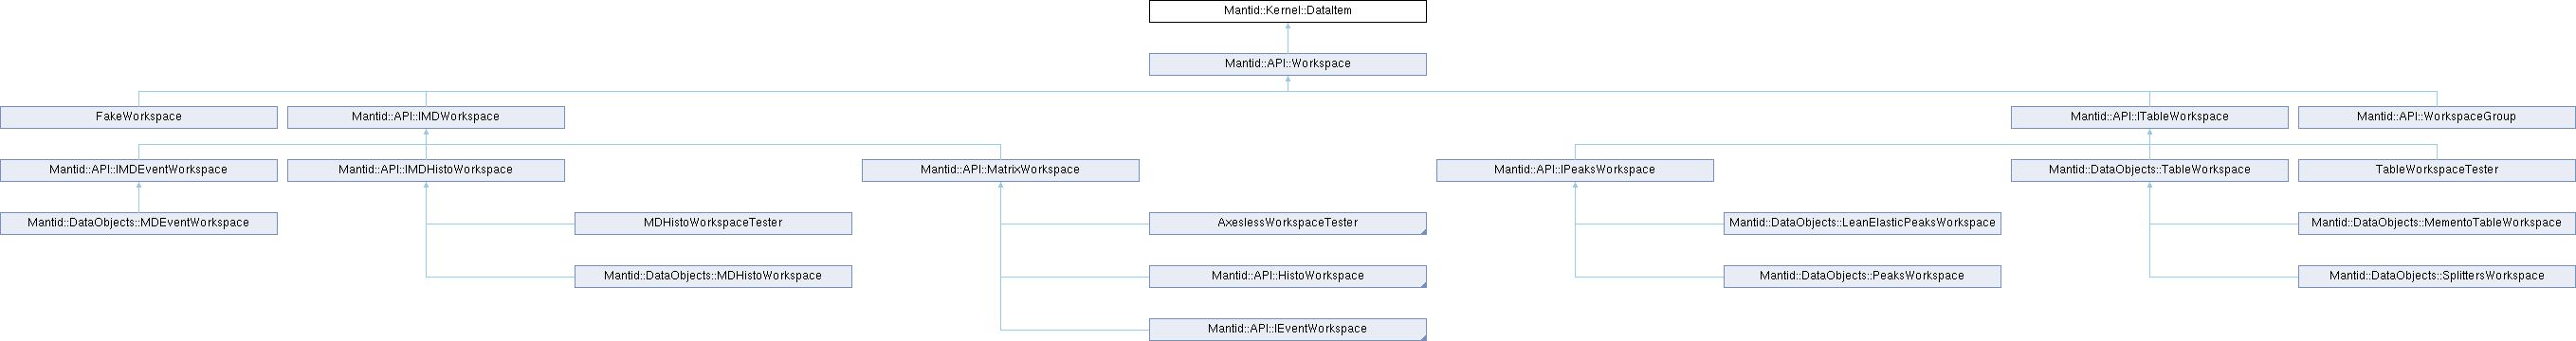 Mantid::Kernel::DataItem
Mantid::API::Workspace
FakeWorkspace
Mantid::API::IMDWorkspace
Mantid::API::ITableWorkspace
Mantid::API::WorkspaceGroup
Mantid::API::IMDEventWorkspace
Mantid::API::IMDHistoWorkspace
Mantid::API::MatrixWorkspace
Mantid::API::IPeaksWorkspace
Mantid::DataObjects::TableWorkspace
TableWorkspaceTester
Mantid::DataObjects::MDEventWorkspace
MDHistoWorkspaceTester
AxeslessWorkspaceTester
Mantid::DataObjects::LeanElasticPeaksWorkspace
Mantid::DataObjects::MementoTableWorkspace
Mantid::DataObjects::MDHistoWorkspace
Mantid::API::HistoWorkspace
Mantid::DataObjects::PeaksWorkspace
Mantid::DataObjects::SplittersWorkspace
Mantid::API::IEventWorkspace